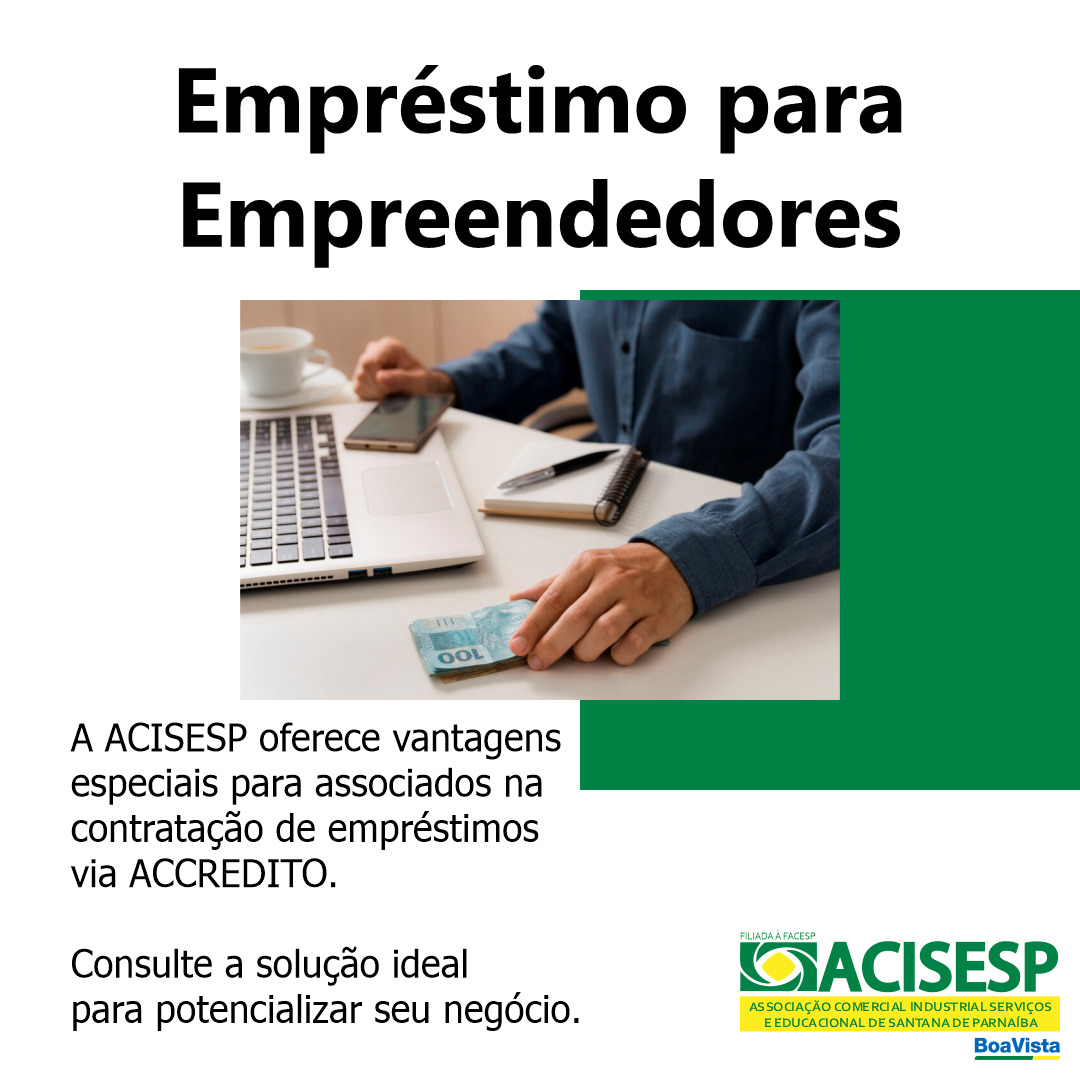 Empréstimo para
Empreendedores
100
A ACISESP oferece vantagens
especiais para associados na
contratação de empréstimos
via ACCREDITO.
Consulte a solução ideal
para potencializar seu negócio.
FILIADA À FACESP
ACISESP
ASSOCIAÇÃO COMERCIAL INDUSTRIAL SERVIÇOS
E EDUCACIONAL DE SANTANA DE PARNAÍBA
BoaVista